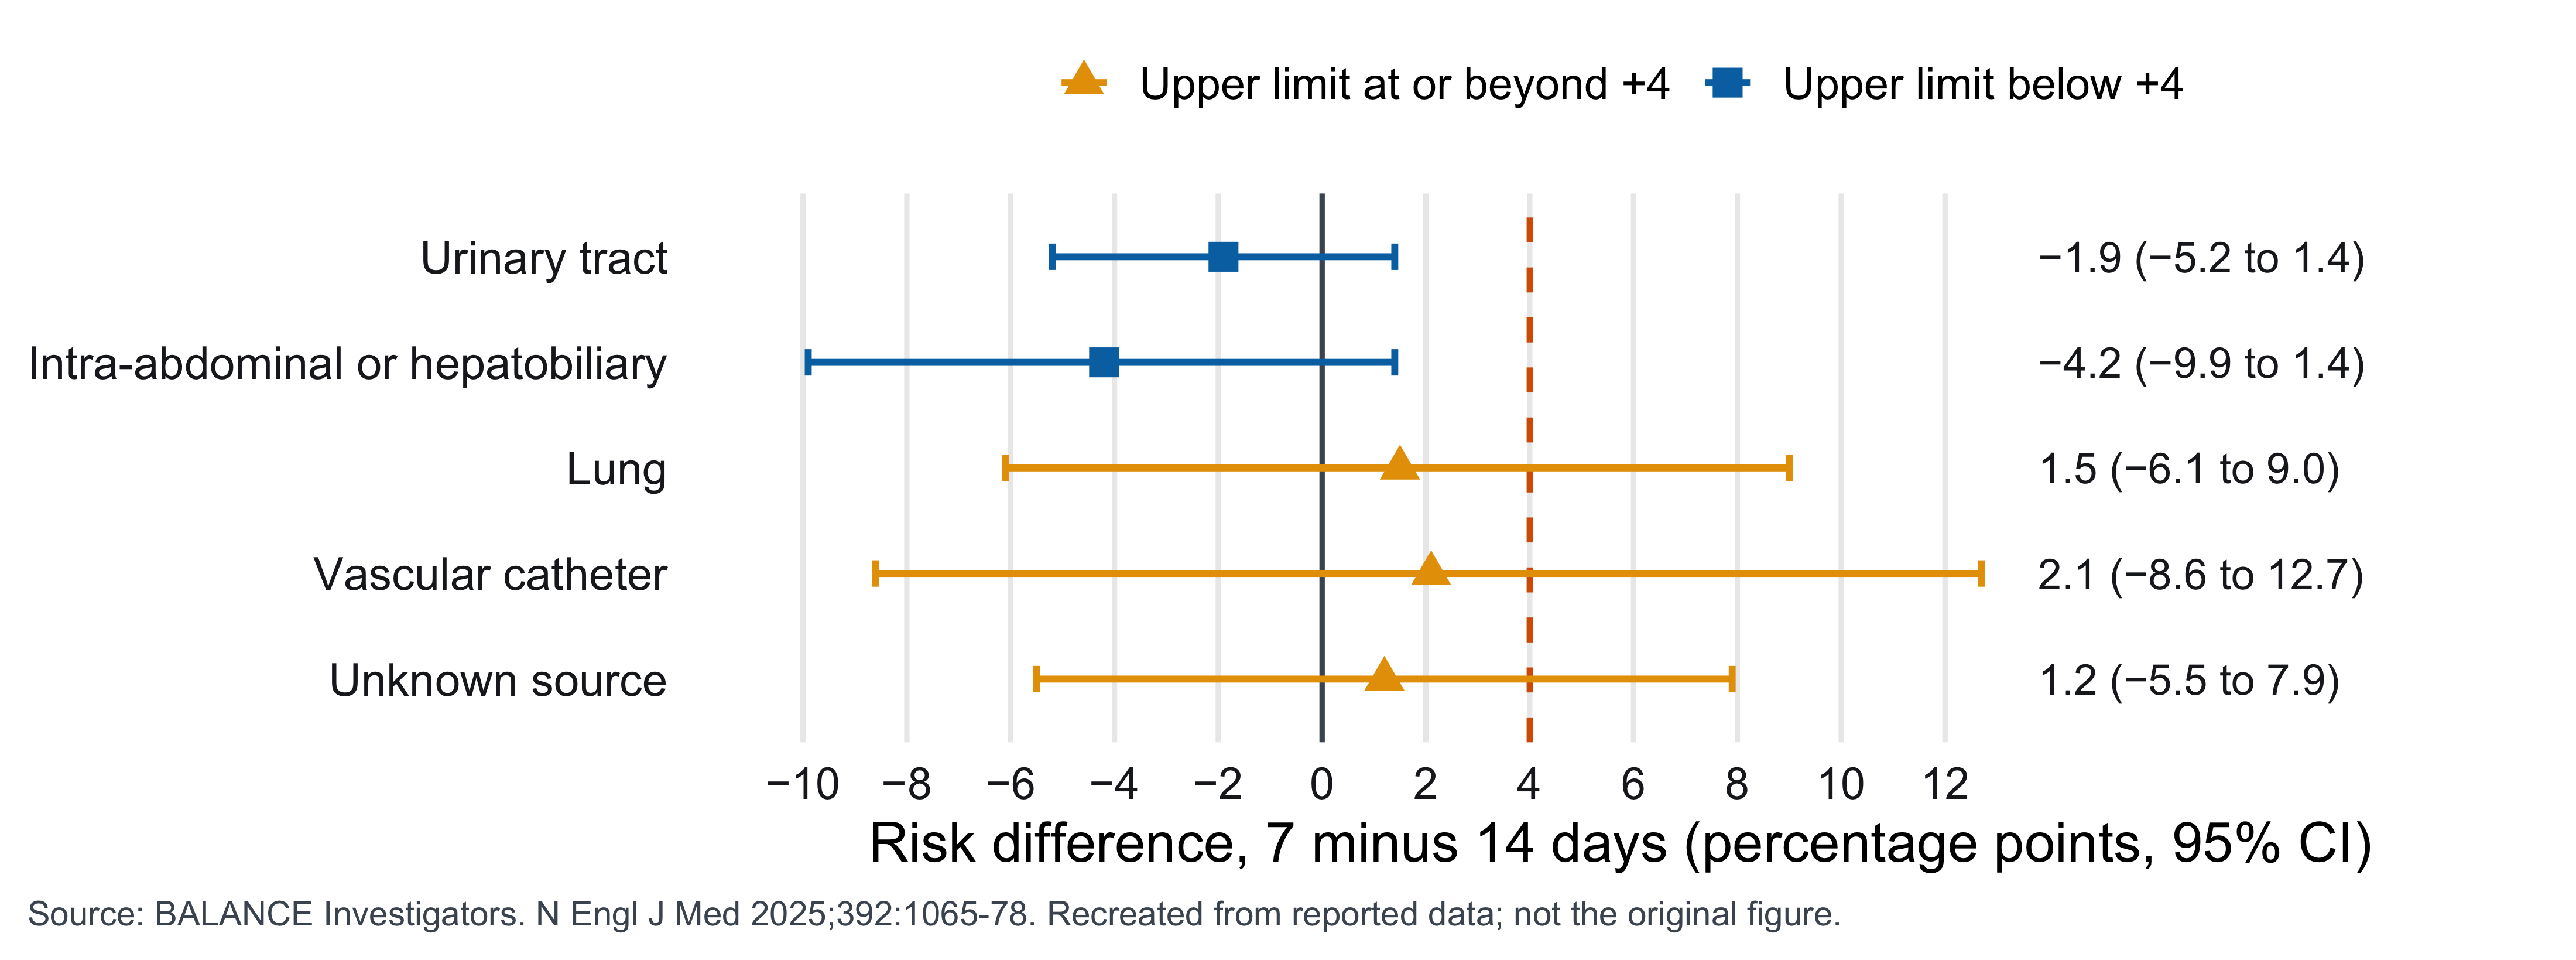 Upper limit at or beyond +4 Upper limit below +4
Urinary tract −1.9 (−5.2 to 1.4)
Intra-abdominal or hepatobiliary −4.2 (−9.9 to 1.4)
Lung 1.5 (−6.1 to 9.0)
Vascular catheter 2.1 (−8.6 to 12.7)
Unknown source 1.2 (−5.5 to 7.9)
−10 −8 −6 −4 −2 0 2 4 6 8 10 12
Risk difference, 7 minus 14 days (percentage points, 95% CI)
Source: BALANCE Investigators. N Engl J Med 2025;392:1065-78. Recreated from reported data; not the original figure.